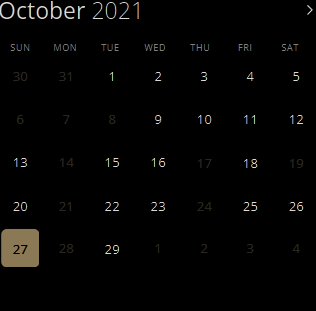 October 2021
SUN MON TUE WED THU FRI SAT
30 31 1 2 3 4 5
6 7 8 9 10 11 12
13 14 15 16 17 18 19
20 21 22 23 24 25 26
27 28 29 1 2 3 4